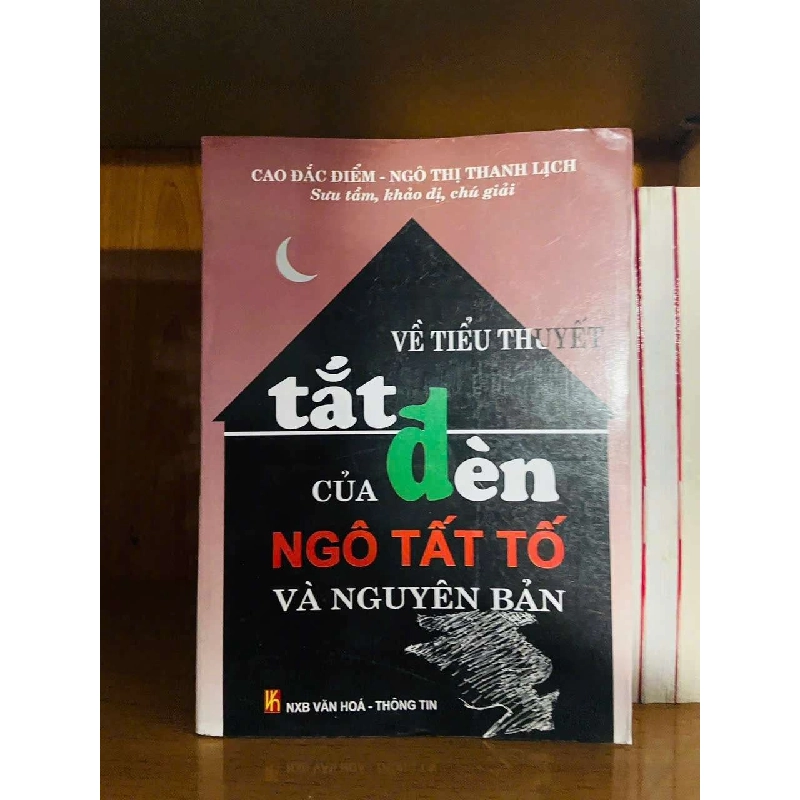 CAO ĐẮC ĐIỂM - NGÔ THỊ THANH LỊCH
Sưu tầm, khảo dị, chú giải
VỀ TIỂU THUYẾT
tắt
CỦA đèn
NGÔ TẤT TỐ
VÀ NGUYÊN BẢN
NXB VĂN HOÁ - THÔNG TIN